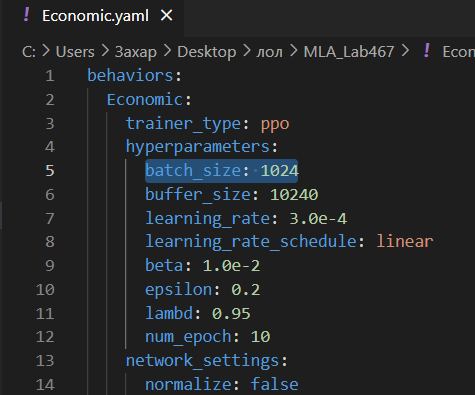 ! Economic.yaml ×
C: > Users > Захар > Desktop > лол > MLA_Lab467 > ! Econ
1 behaviors:
2 Economic:
3 trainer_type: ppo
4 hyperparameters:
5 batch_size: 1024
6 buffer_size: 10240
7 learning_rate: 3.0e-4
8 learning_rate_schedule: linear
9 beta: 1.0e-2
10 epsilon: 0.2
11 lambd: 0.95
12 num_epoch: 10
13 network_settings:
14 normalize: false